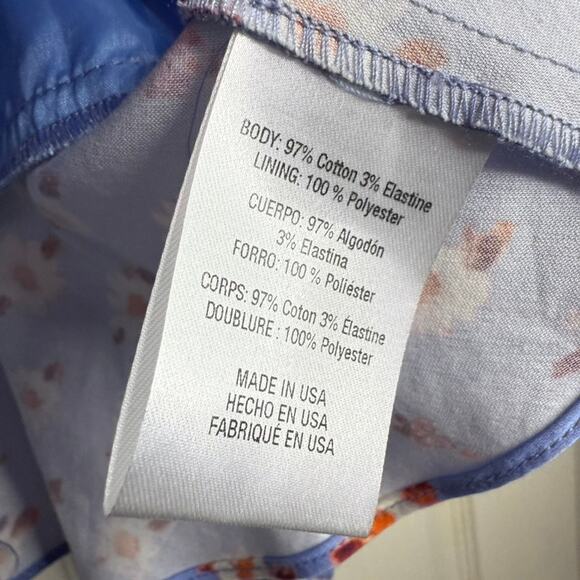 BODY: 97% Cotton 3% Elastine
LINING: 100 % Polyester
CUERPO: 97% Algodón
3% Elastina
FORRO: 100 % Poliéster
CORPS: 97% Coton 3% Élastine
DOUBLURE : 100% Polyester
MADE IN USA
HECHO EN USA
FABRIQUÉ EN USA